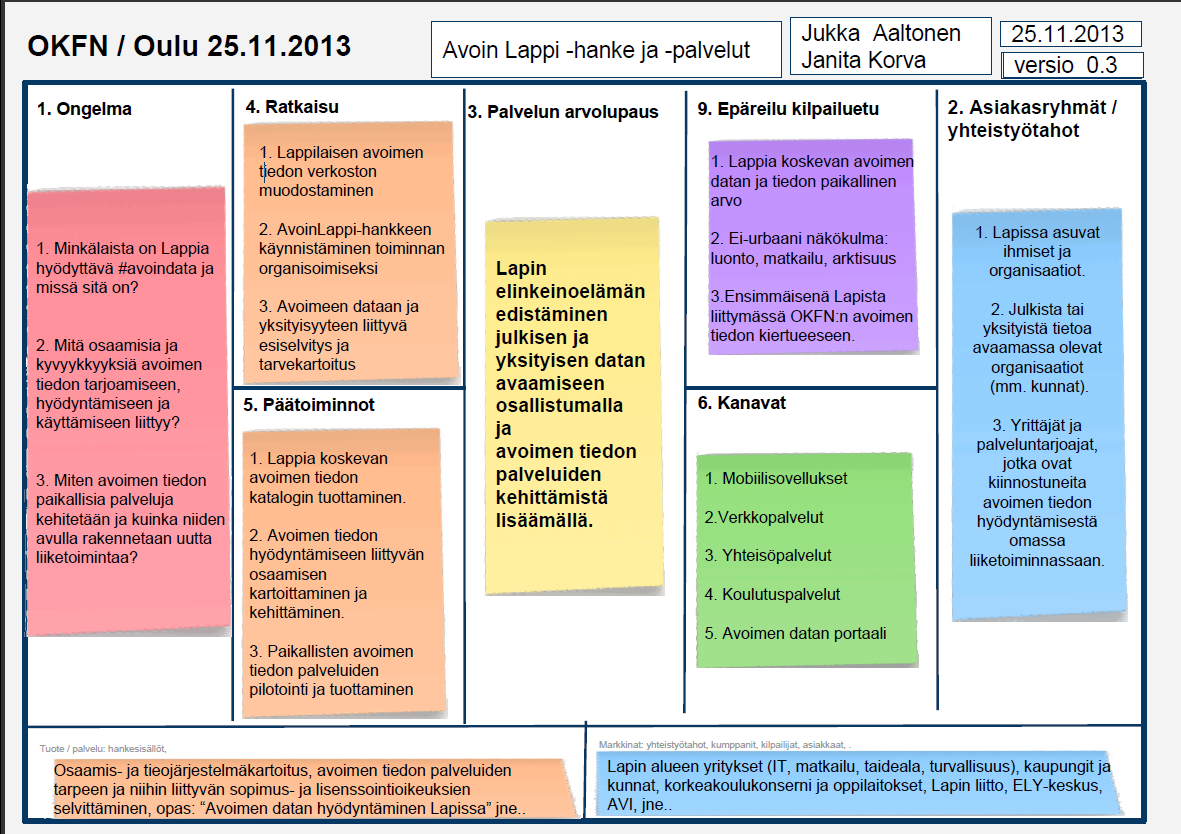 OKFN / Oulu 25.11.2013
Avoin Lappi -hanke ja -palvelut
Jukka Aaltonen
Janita Korva
25.11.2013
versio 0.3
1. Ongelma
1. Minkälaista on Lappia
hyödyttävä #avoindata ja
missä sitä on?
2. Mitä osaamisia ja
kyvyykkyyksiä avoimen
tiedon tarjoamiseen,
hyödyntämiseen ja
käyttämiseen liittyy?
3. Miten avoimen tiedon
paikallisia palveluja
kehitetään ja kuinka niiden
avulla rakennetaan uutta
liiketoimintaa?
4. Ratkaisu
1. Lappilaisen avoimen
tiedon verkoston
muodostaminen
2. AvoinLappi-hankkeen
käynnistäminen toiminnan
organisoimiseksi
3. Avoimeen dataan ja
yksityisyyteen liittyvä
esiselvitys ja
tarvekartoitus
5. Päätoiminnot
1. Lappia koskevan
avoimen tiedon
katalogin tuottaminen.
2. Avoimen tiedon
hyödyntämiseen liittyvän
osaamisen
kartoittaminen ja
kehittäminen.
3. Paikallisten avoimen
tiedon palveluiden
pilotointi ja tuottaminen
3. Palvelun arvolupaus
Lapin
elinkeinoelämän
edistäminen
julkisen ja
yksityisen datan
avaamiseen
osallistumalla
ja
avoimen tiedon
palveluiden
kehittämistä
lisäämällä.
9. Epäreilu kilpailuetu
1. Lappia koskevan avoimen
datan ja tiedon paikallinen
arvo
2. Ei-urbaani näkökulma:
luonto, matkailu, arktisuus
3.Ensimmäisenä Lapista
liittymässä OKFN:n avoimen
tiedon kiertueeseen.
6. Kanavat
1. Mobiilisovellukset
2.Verkkopalvelut
3. Yhteisöpalvelut
4. Koulutuspalvelut
5. Avoimen datan portaali
2. Asiakasryhmät /
yhteistyötahot
1. Lapissa asuvat
ihmiset ja
organisaatiot.
2. Julkista tai
yksityistä tietoa
avaamassa olevat
organisaatiot
(mm. kunnat).
3. Yrittäjät ja
palveluntarjoajat,
jotka ovat
kiinnostuneita
avoimen tiedon
hyödyntämisestä
omassa
liiketoiminnassaan.
Tuote / palvelu: hankesisällöt,
Osaamis- ja tieojärjestelmäkartoitus, avoimen tiedon palveluiden
tarpeen ja niihin liittyvän sopimus- ja lisenssointioikeuksien
selvittäminen, opas: “Avoimen datan hyödyntäminen Lapissa” jne..
Markkinat: yhteistyötahot, kumppanit, kilpailijat, asiakkaat, .
Lapin alueen yritykset (IT, matkailu, taideala, turvallisuus), kaupungit ja
kunnat, korkeakoulukonserni ja oppilaitokset, Lapin liitto, ELY-keskus,
AVI, jne..